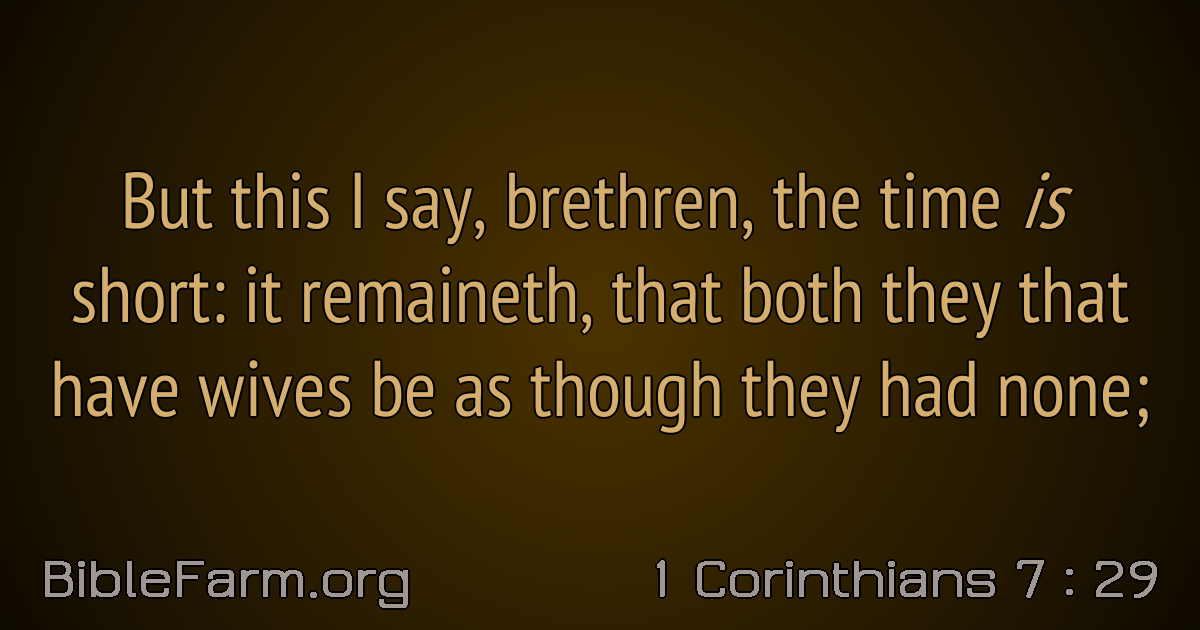 But this I say, brethren, the time is
short: it remaineth, that both they that
have wives be as though they had none;
BibleFarm.org
1 Corinthians 7 : 29